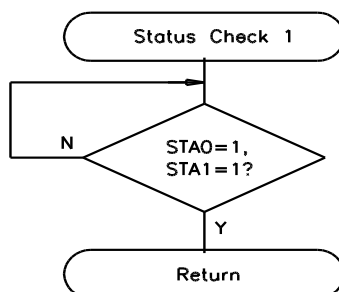 Status Check 1
N
STA0=1,
STA1=1?
Y
Return